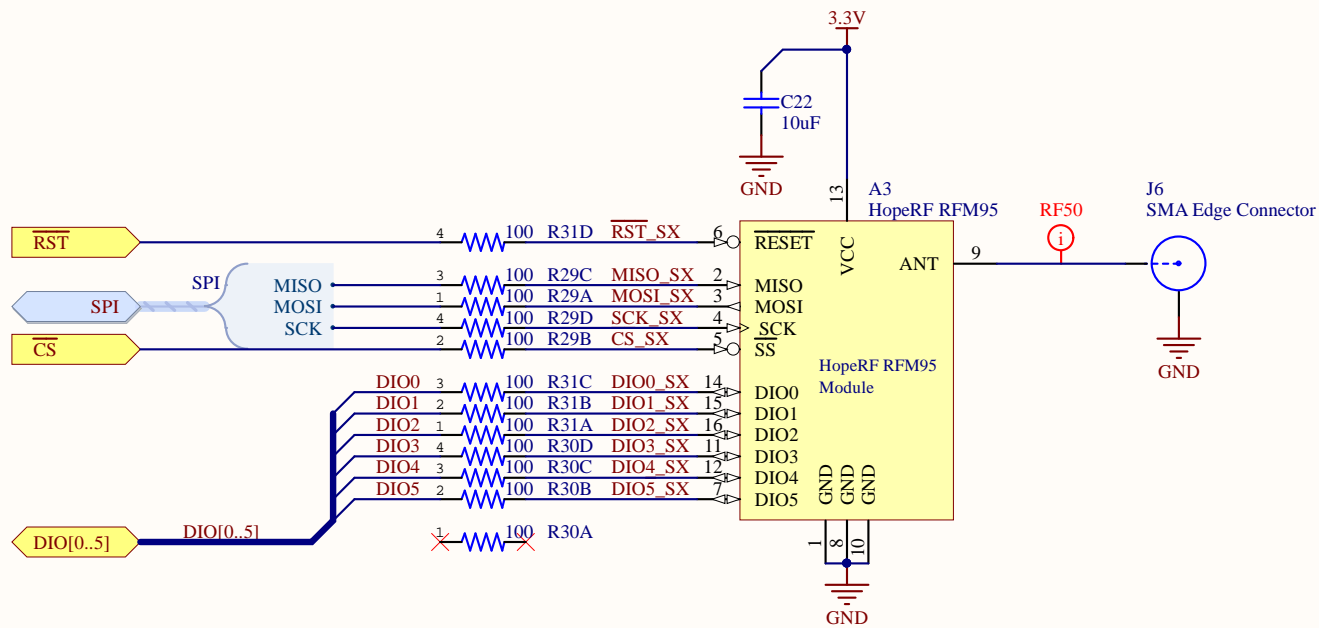 3.3V
C22
10uF
GND
13
A3
HopeRF RFM95
J6
SMA Edge Connector
RF50
i
RST
4
100
R31D
RST_SX
6
RESET
VCC
ANT
9
SPI
SPI
MISO
3
100
R29C
MISO_SX
2
MISO
MOSI
1
100
R29A
MOSI_SX
3
MOSI
SCK
4
100
R29D
SCK_SX
4
SCK
CS
2
100
R29B
CS_SX
5
SS
GND
HopeRF RFM95
Module
DIO0
3
100
R31C
DIO0_SX
14
DIO0
DIO1
2
100
R31B
DIO1_SX
15
DIO1
DIO2
1
100
R31A
DIO2_SX
16
DIO2
DIO3
4
100
R30D
DIO3_SX
11
DIO3
DIO4
3
100
R30C
DIO4_SX
12
DIO4
DIO5
2
100
R30B
DIO5_SX
7
DIO5
GND
GND
GND
DIO[0..5]
DIO[0..5]
1
100
R30A
1
8
10
GND